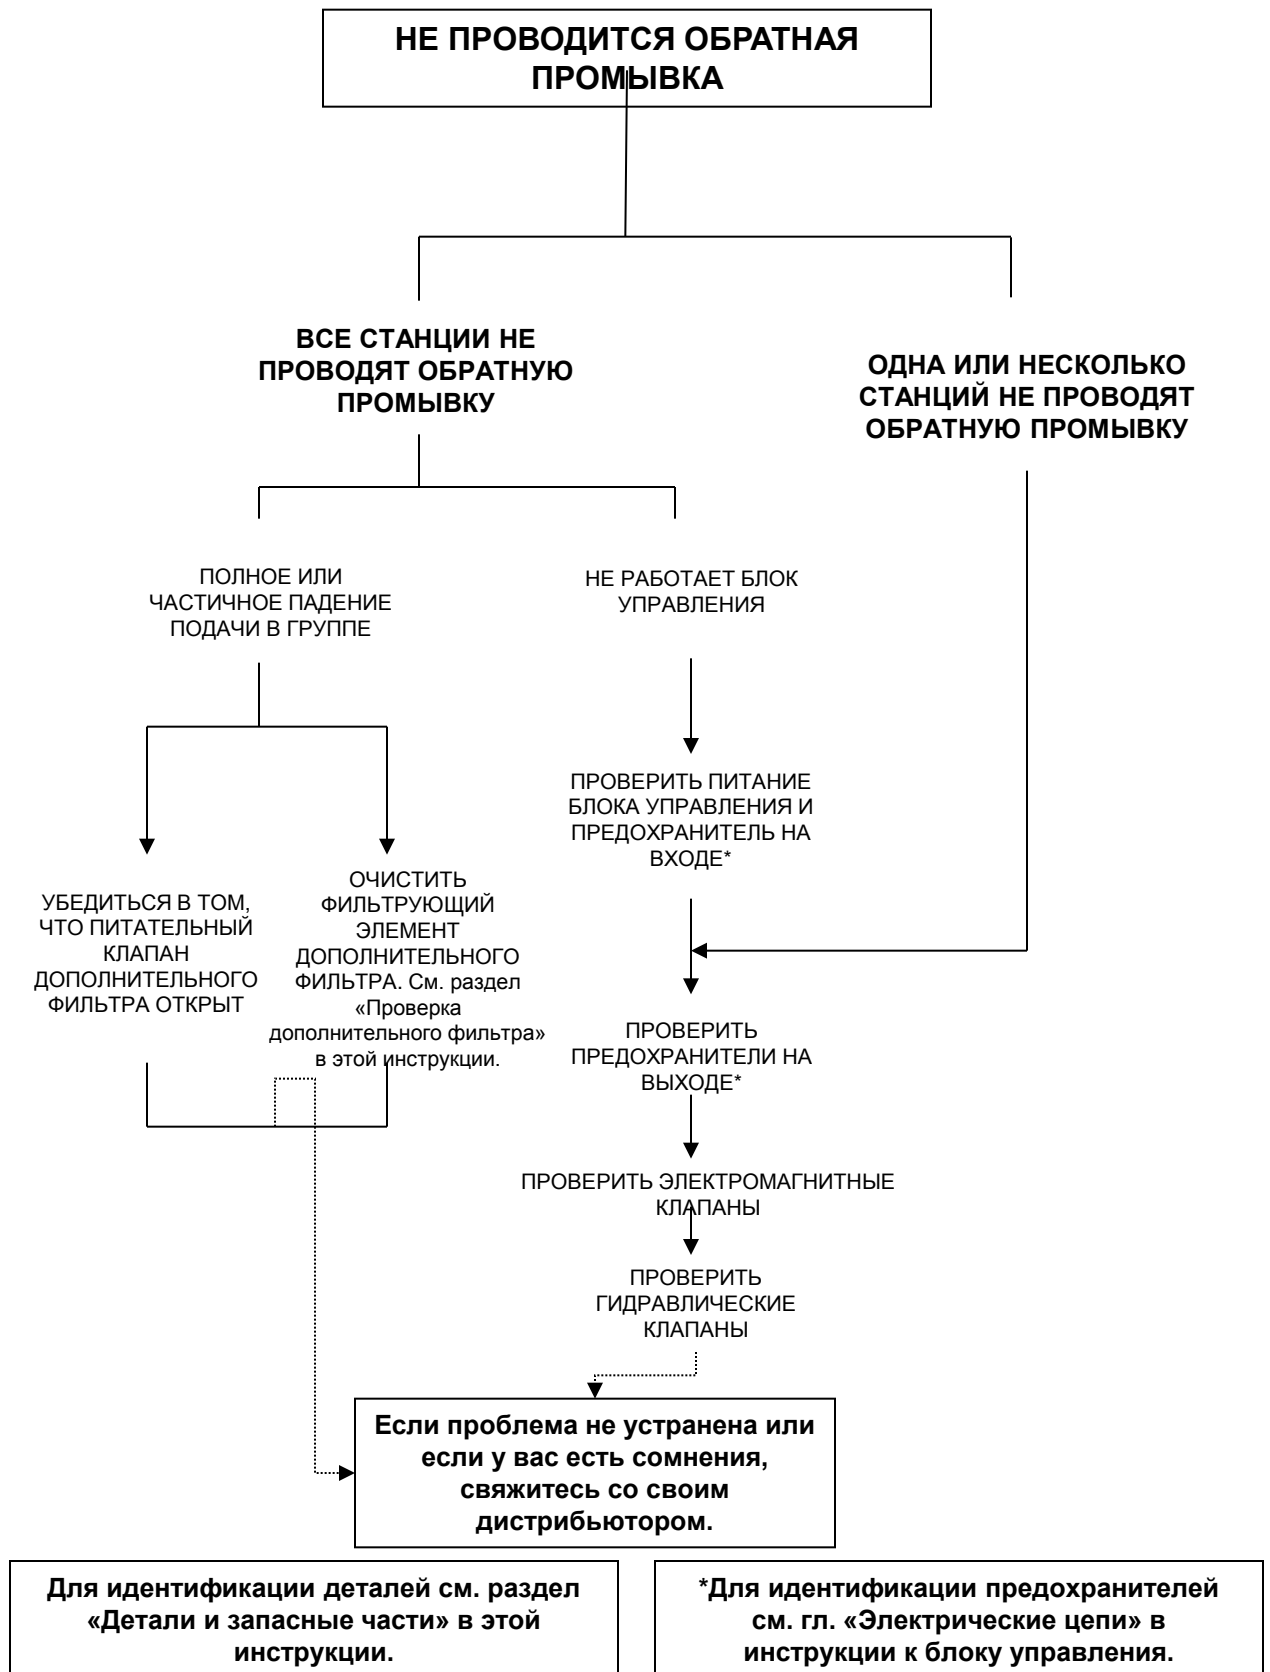 НЕ ПРОВОДИТСЯ ОБРАТНАЯ
ПРОМЫВКА
ВСЕ СТАНЦИИ НЕ
ПРОВОДЯТ ОБРАТНУЮ
ПРОМЫВКУ
ОДНА ИЛИ НЕСКОЛЬКО
СТАНЦИЙ НЕ ПРОВОДЯТ
ОБРАТНУЮ ПРОМЫВКУ
ПОЛНОЕ ИЛИ
ЧАСТИЧНОЕ ПАДЕНИЕ
ПОДАЧИ В ГРУППЕ
НЕ РАБОТАЕТ БЛОК
УПРАВЛЕНИЯ
ПРОВЕРИТЬ ПИТАНИЕ
БЛОКА УПРАВЛЕНИЯ И
ПРЕДОХРАНИТЕЛЬ НА
ВХОДЕ*
УБЕДИТЬСЯ В ТОМ,
ЧТО ПИТАТЕЛЬНЫЙ
КЛАПАН
ДОПОЛНИТЕЛЬНОГО
ФИЛЬТРА ОТКРЫТ
ОЧИСТИТЬ
ФИЛЬТРУЮЩИЙ
ЭЛЕМЕНТ
ДОПОЛНИТЕЛЬНОГО
ФИЛЬТРА. См. раздел
«Проверка
дополнительного фильтра»
в этой инструкции.
ПРОВЕРИТЬ
ПРЕДОХРАНИТЕЛИ НА
ВЫХОДЕ*
ПРОВЕРИТЬ ЭЛЕКТРОМАГНИТНЫЕ
КЛАПАНЫ
ПРОВЕРИТЬ
ГИДРАВЛИЧЕСКИЕ
КЛАПАНЫ
Если проблема не устранена или
если у вас есть сомнения,
свяжитесь со своим
дистрибьютором.
Для идентификации деталей см. раздел
«Детали и запасные части» в этой
инструкции.
*Для идентификации предохранителей
см. гл. «Электрические цепи» в
инструкции к блоку управления.